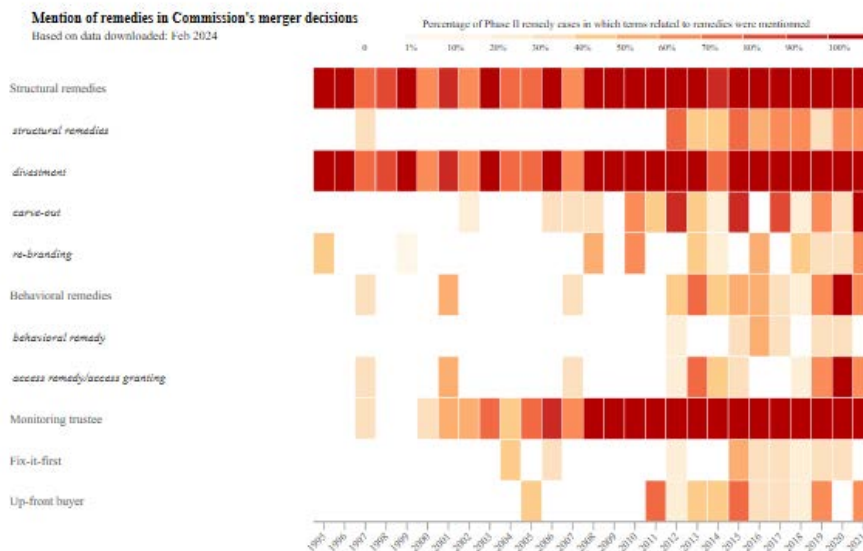 Mention of remedies in Commission's merger decisions
Based on data downloaded: Feb 2024
Percentage of Phase II remedy cases in which terms related to remedies were mentionned
0 1% 10% 20% 30% 40% 50% 60% 70% 80% 90% 100%
Structural remedies
structural remedies
divestment
carve-out
re-branding
Behavioral remedies
behavioral remedy
access remedy/access granting
Monitoring trustee
Fix-it-first
Up-front buyer
1995 1996 1997 1998 1999 2000 2001 2002 2003 2004 2005 2006 2007 2008 2009 2010 2011 2012 2013 2014 2015 2016 2017 2018 2019 2020